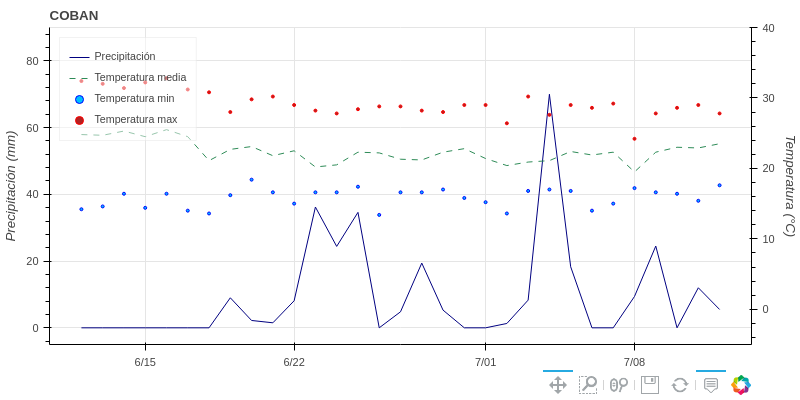 COBAN
Precipitación
Temperatura media
Temperatura min
Temperatura max
Precipitación (mm)
80
60
40
20
0
Temperatura (°C)
40
30
20
10
0
6/15
6/22
7/01
7/08